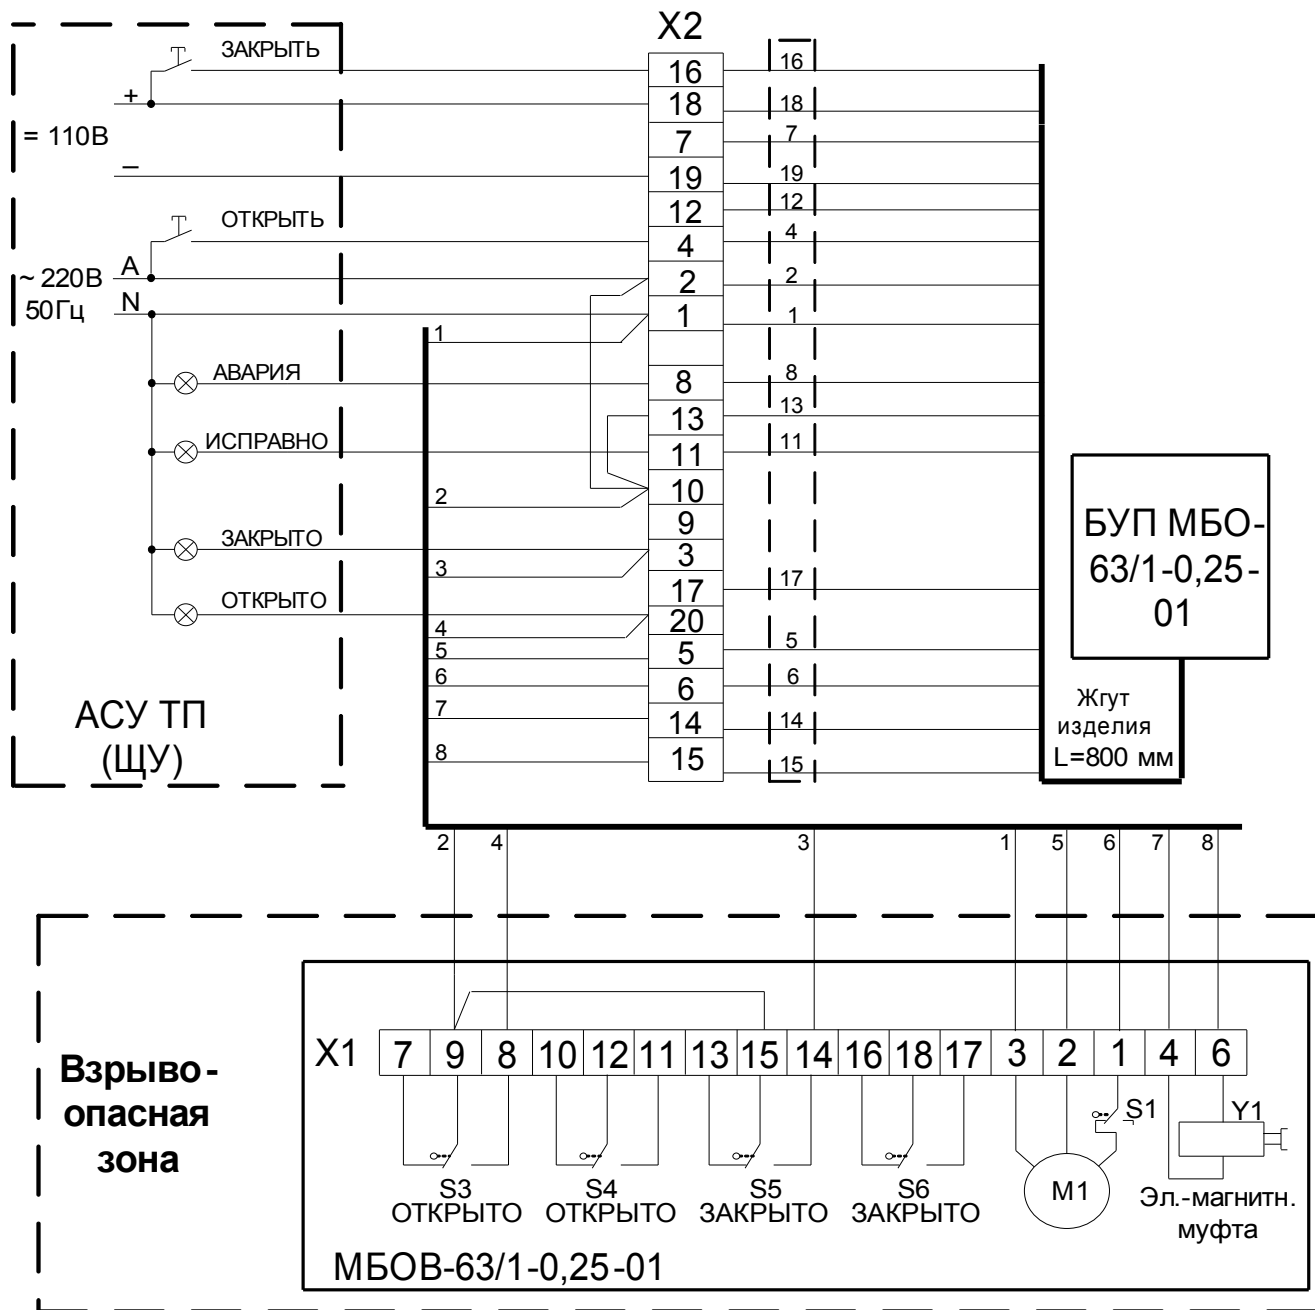 X2
ЗАКРЫТЬ
+
= 110В
–
ОТКРЫТЬ
А
~ 220В
N
50Гц
АВАРИЯ
ИСПРАВНО
ЗАКРЫТО
ОТКРЫТО
АСУ ТП
(ЩУ)
1
2
3
4
5
6
7
8
16
18
7
19
12
4
2
1
8
13
11
10
9
3
17
20
5
6
14
15
16
18
7
19
12
4
2
1
8
13
11
17
5
6
14
15
БУП МБО-
63/1-0,25-
01
Жгут
изделия
L=800 мм
2 4 3 1 5 6 7 8
Взрыво-
опасная
зона
X1 7 9 8 10 12 11 13 15 14 16 18 17 3 2 1 4 6
S1
Y1
S3
ОТКРЫТО
S4
ОТКРЫТО
S5
ЗАКРЫТО
S6
ЗАКРЫТО
М1
Эл.-магнитн.
муфта
МБОВ-63/1-0,25-01